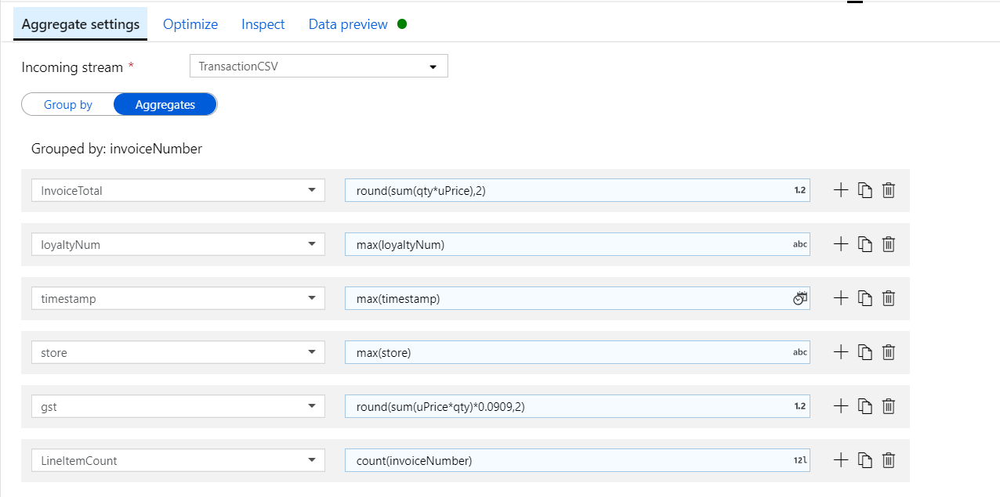 Aggregate settings Optimize Inspect Data preview
Incoming stream * TransactionCSV
Group by Aggregates
Grouped by: invoiceNumber
InvoiceTotal round(sum(qty*uPrice),2) 1.2
loyaltyNum max(loyaltyNum) abc
timestamp max(timestamp)
store max(store) abc
gst round(sum(uPrice*qty)*0.0909,2) 1.2
LineItemCount count(invoiceNumber) 12l